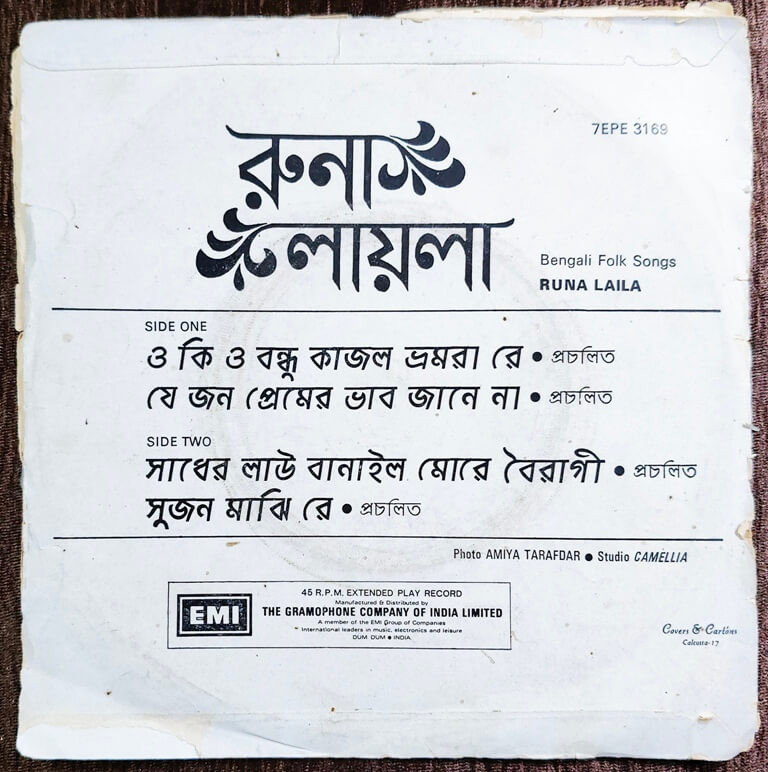 7EPE 3169
রুনা
লায়লা
Bengali Folk Songs
RUNA LAILA
SIDE ONE
ও কি ও বন্ধু কাজল ভ্রমরা রে ● প্রচলিত
যে জন প্রেমের ভাব জানে না ● প্রচলিত
SIDE TWO
সাধের লাউ বানাইল মোরে বৈরাগী ● প্রচলিত
সুজন মাঝি রে ● প্রচলিত
Photo AMIYA TARAFDAR ● Studio CAMELLIA
EMI
45 R.P.M. EXTENDED PLAY RECORD
Manufactured & Distributed by
THE GRAMOPHONE COMPANY OF INDIA LIMITED
A member of the EMI Group of Companies
International leaders in music, electronics and leisure
DUM DUM ● INDIA
Covers & Cartons
Calcutta-17